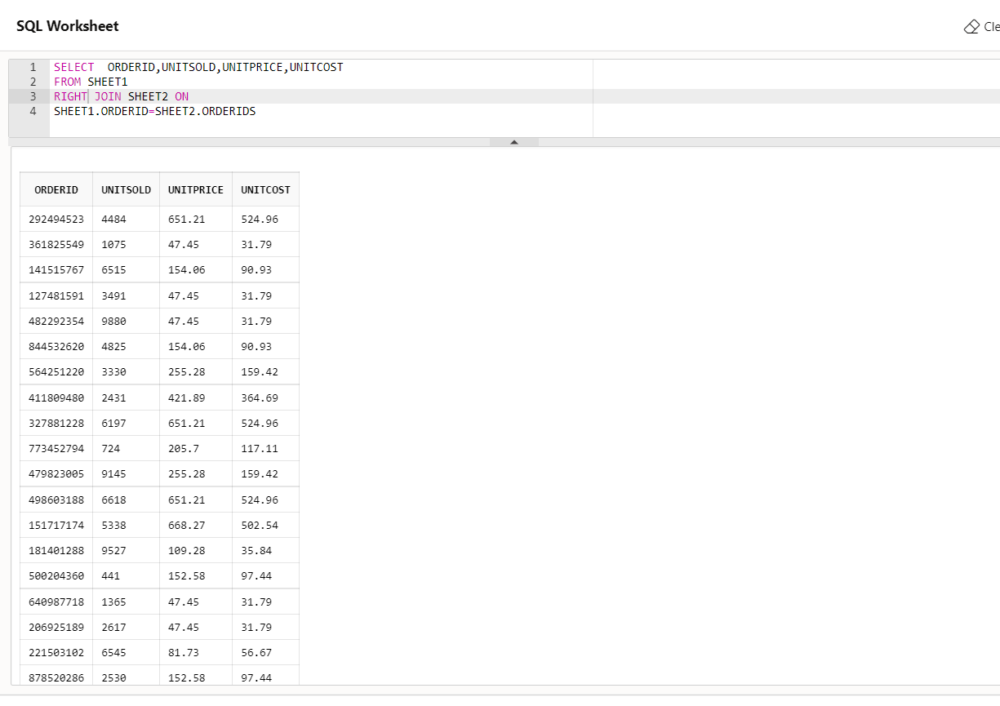 SQL Worksheet
Cle
1 SELECT  ORDERID,UNITSOLD,UNITPRICE,UNITCOST
2 FROM SHEET1
3 RIGHT JOIN SHEET2 ON
4 SHEET1.ORDERID=SHEET2.ORDERIDS
ORDERID UNITSOLD UNITPRICE UNITCOST
292494523 4484 651.21 524.96
361825549 1075 47.45 31.79
141515767 6515 154.06 90.93
127481591 3491 47.45 31.79
482292354 9880 47.45 31.79
844532620 4825 154.06 90.93
564251220 3330 255.28 159.42
411809480 2431 421.89 364.69
327881228 6197 651.21 524.96
773452794 724 205.7 117.11
479823005 9145 255.28 159.42
498603188 6618 651.21 524.96
151717174 5338 668.27 502.54
181401288 9527 109.28 35.84
500204360 441 152.58 97.44
640987718 1365 47.45 31.79
206925189 2617 47.45 31.79
221503102 6545 81.73 56.67
878520286 2530 152.58 97.44